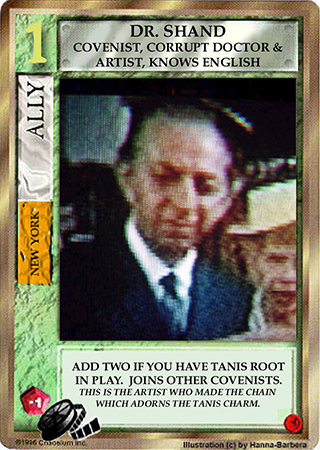 1
DR. SHAND
COVENIST, CORRUPT DOCTOR &
ARTIST, KNOWS ENGLISH
ALLY
NEW YORK
ADD TWO IF YOU HAVE TANIS ROOT
IN PLAY. JOINS OTHER COVENISTS.
THIS IS THE ARTIST WHO MADE THE CHAIN
WHICH ADORNS THE TANIS CHARM.
-1
©1996 Chaosium Inc.
Illustration (c) by Hanna-Barbera